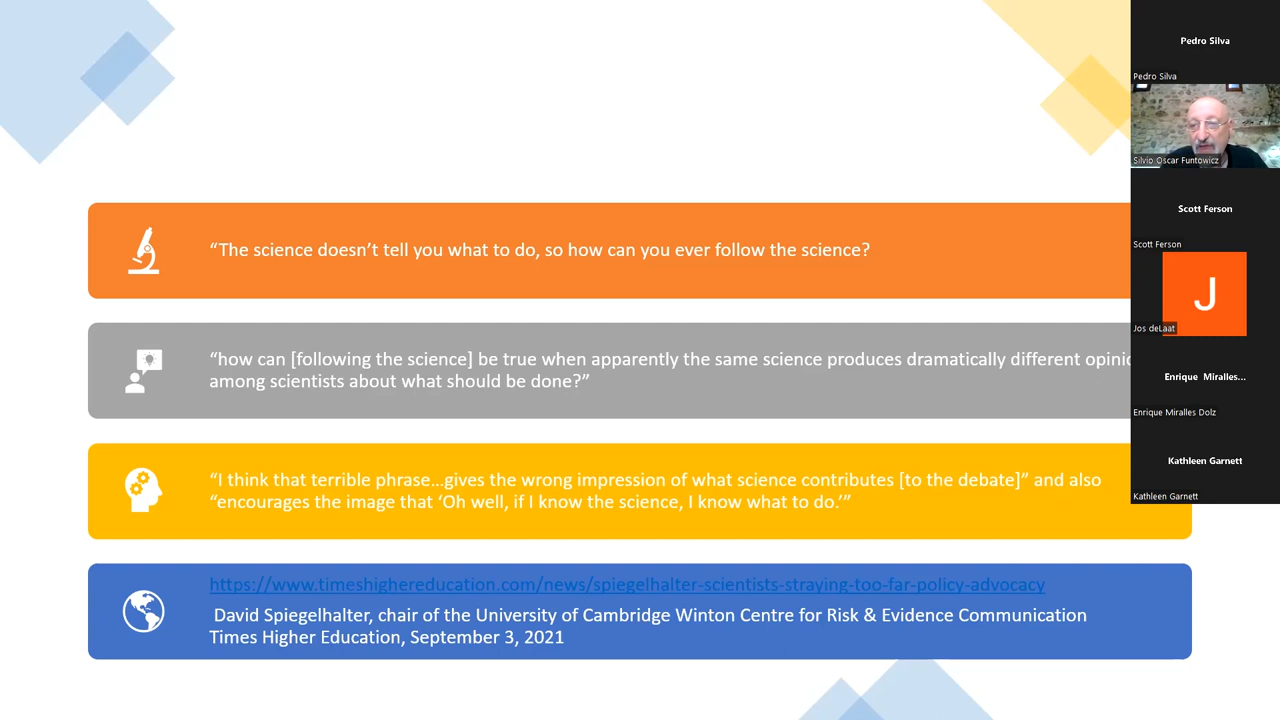 “The science doesn’t tell you what to do, so how can you ever follow the science?
“how can [following the science] be true when apparently the same science produces dramatically different
among scientists about what should be done?”
“I think that terrible phrase…gives the wrong impression of what science contributes [to the debate]” and also
“encourages the image that ‘Oh well, if I know the science, I know what to do.’”
https://www.timeshighereducation.com/news/spiegelhalter-scientists-straying-too-far-policy-advocacy
David Spiegelhalter, chair of the University of Cambridge Winton Centre for Risk & Evidence Communication
Times Higher Education, September 3, 2021
Pedro Silva
Pedro Silva
Silvio Oscar Funtowicz
Scott Ferson
Scott Ferson
J
Jos deLaat
Enrique Miralles...
Enrique Miralles Dolz
Kathleen Garnett
Kathleen Garnett